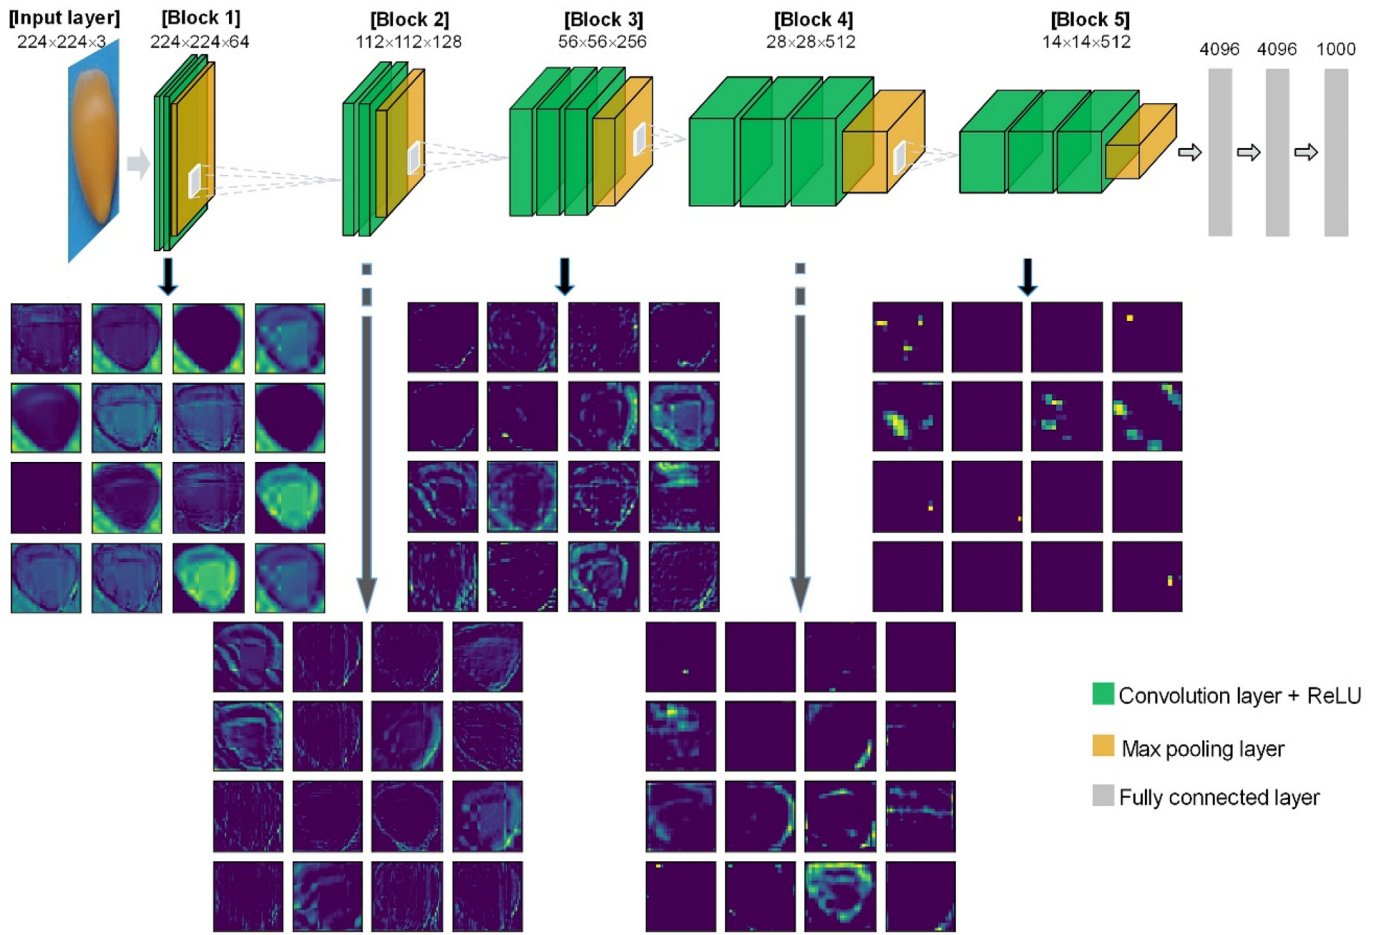 [Input layer]
224×224×3
[Block 1]
224×224×64
[Block 2]
112×112×128
[Block 3]
56×56×256
[Block 4]
28×28×512
[Block 5]
14×14×512
4096
4096
1000
Convolution layer + ReLU
Max pooling layer
Fully connected layer